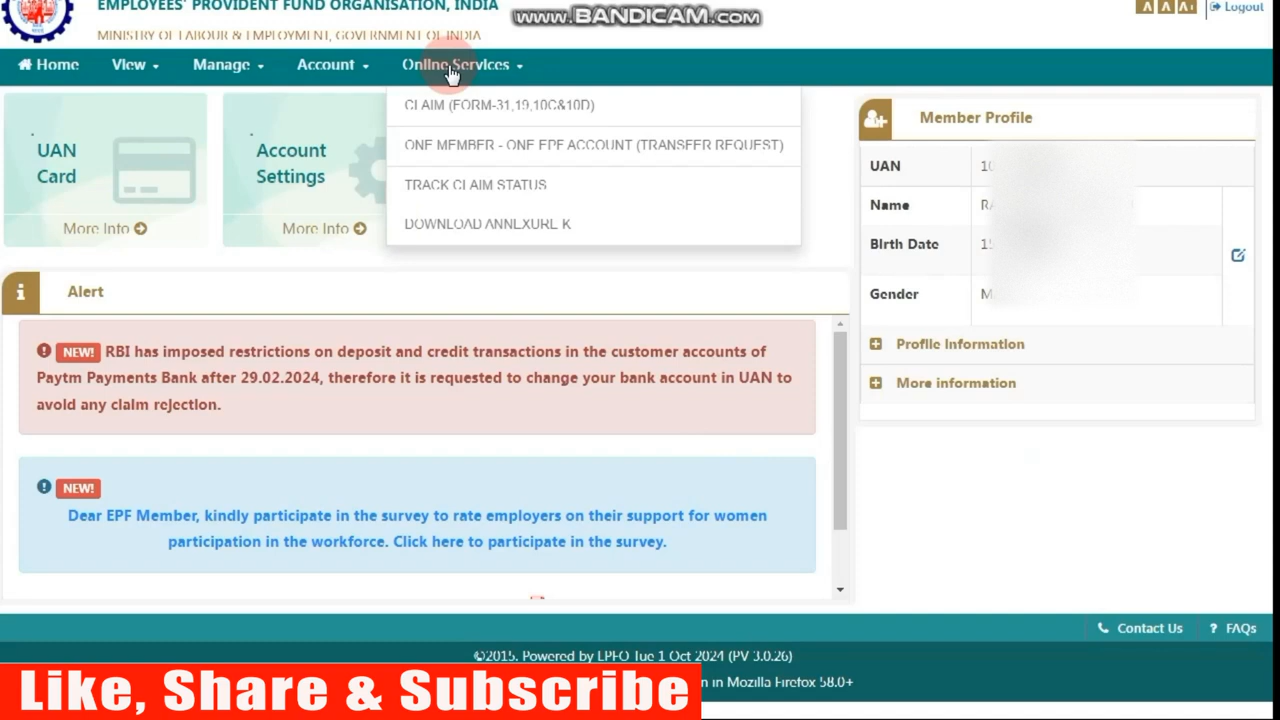 EMPLOYEES' PROVIDENT FUND ORGANISATION, INDIA
www.BANDICAM.com
A A A+
Logout
MINISTRY OF LABOUR & EMPLOYMENT, GOVERNMENT OF INDIA
Home View Manage Account Online Services
CLAIM (FORM-31,19,10C&10D)
ONE MEMBER - ONE EPF ACCOUNT (TRANSFER REQUEST)
TRACK CLAIM STATUS
DOWNLOAD ANNEXURE K
UAN
Card
More Info
Account
Settings
More Info
Member Profile
UAN 10
Name RA
Birth Date 15
Gender M
Profile Information
More information
Alert
NEW! RBI has imposed restrictions on deposit and credit transactions in the customer accounts of
Paytm Payments Bank after 29.02.2024, therefore it is requested to change your bank account in UAN to
avoid any claim rejection.
NEW!
Dear EPF Member, kindly participate in the survey to rate employers on their support for women
participation in the workforce. Click here to participate in the survey.
Contact Us ? FAQs
©2015. Powered by EPFO Tue 1 Oct 2024 (PV 3.0.26)
n in Mozilla Firefox 58.0+
Like, Share & Subscribe